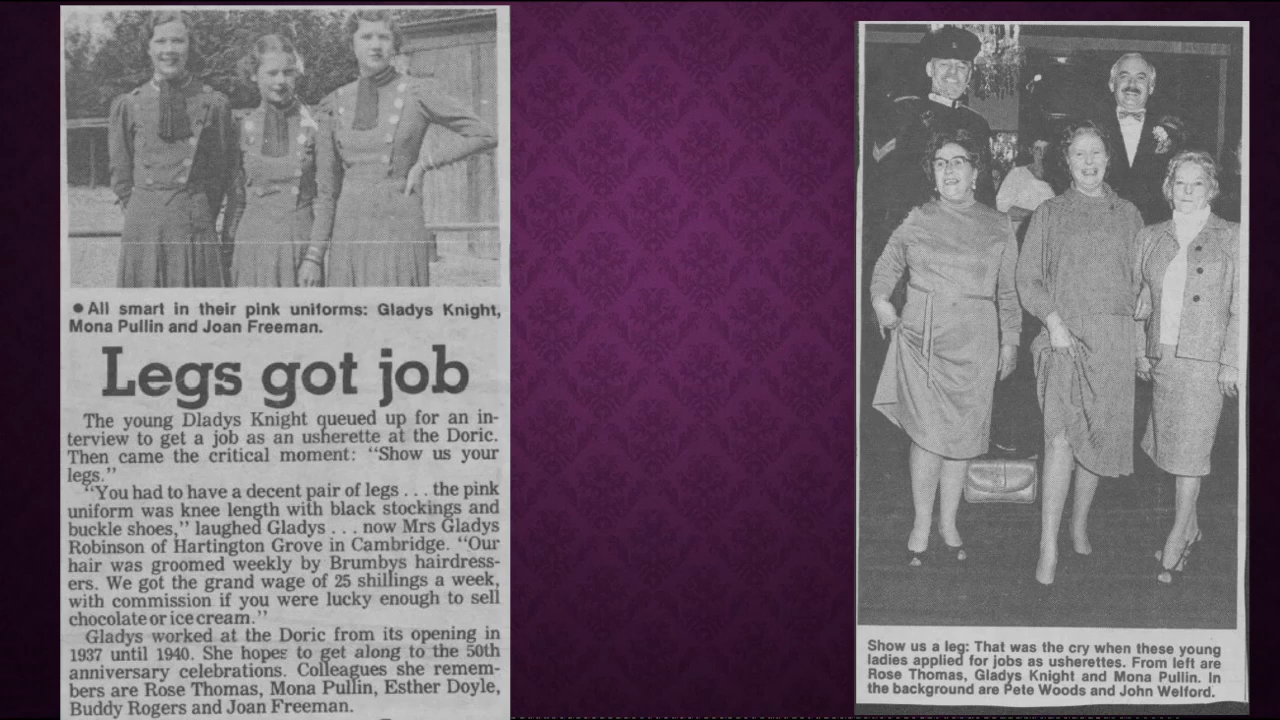 ● All smart in their pink uniforms: Gladys Knight,
Mona Pullin and Joan Freeman.
Legs got job
The young Dladys Knight queued up for an in-
terview to get a job as an usherette at the Doric.
Then came the critical moment: “Show us your
legs.”
“You had to have a decent pair of legs . . . the pink
uniform was knee length with black stockings and
buckle shoes,” laughed Gladys . . . now Mrs Gladys
Robinson of Hartington Grove in Cambridge. “Our
hair was groomed weekly by Brumbys hairdress-
ers. We got the grand wage of 25 shillings a week,
with commission if you were lucky enough to sell
chocolate or ice cream.”
Gladys worked at the Doric from its opening in
1937 until 1940. She hopes to get along to the 50th
anniversary celebrations. Colleagues she remem-
bers are Rose Thomas, Mona Pullin, Esther Doyle,
Buddy Rogers and Joan Freeman.
Show us a leg: That was the cry when these young
ladies applied for jobs as usherettes. From left are
Rose Thomas, Gladys Knight and Mona Pullin. In
the background are Pete Woods and John Welford.